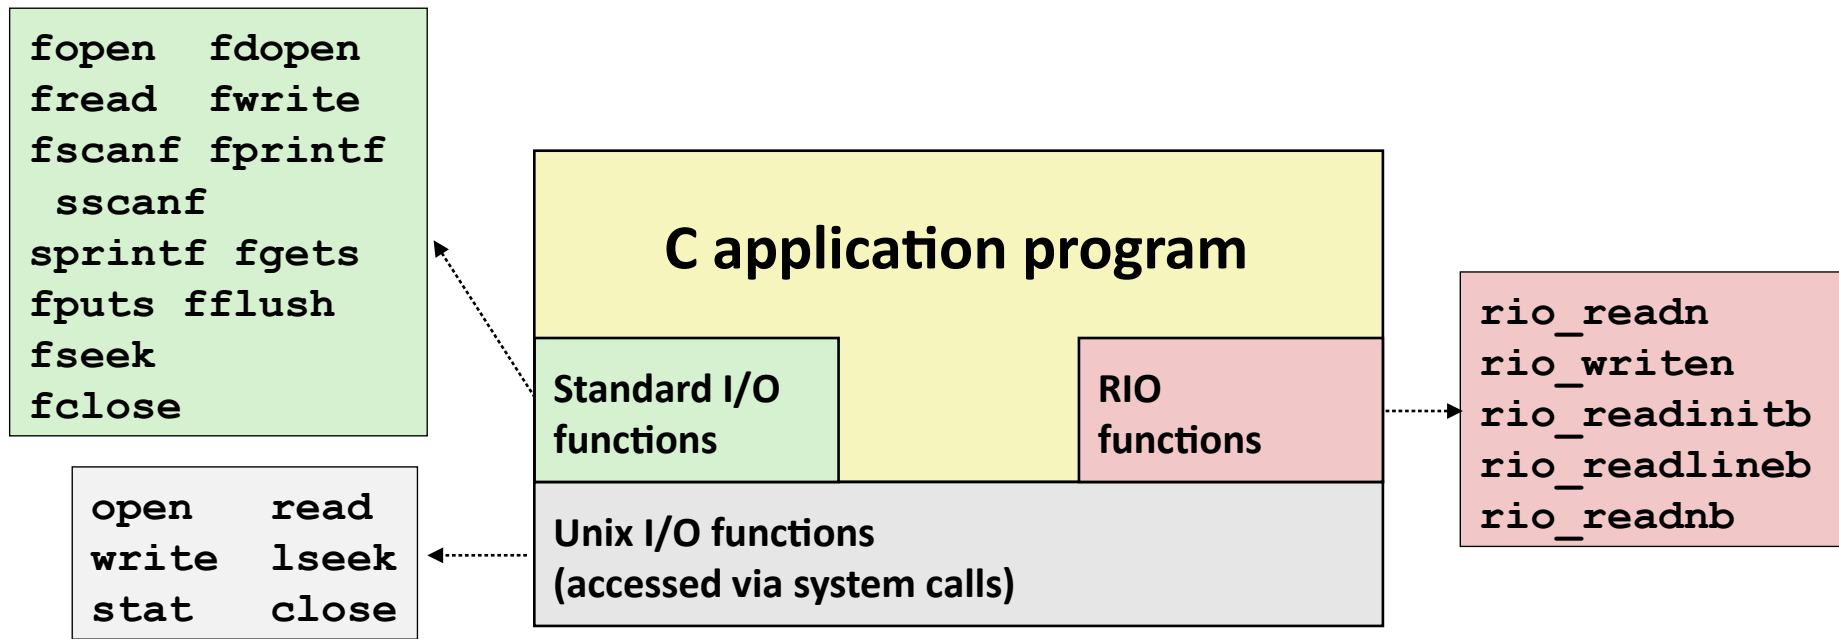 fopen fdopen
fread fwrite
fscanf fprintf
sscanf
sprintf fgets
fputs fflush
fseek
fclose
C application program
Standard I/O
functions
RIO
functions
rio_readn
rio_writen
rio_readinitb
rio_readlineb
rio_readnb
open read
write lseek
stat close
Unix I/O functions
(accessed via system calls)